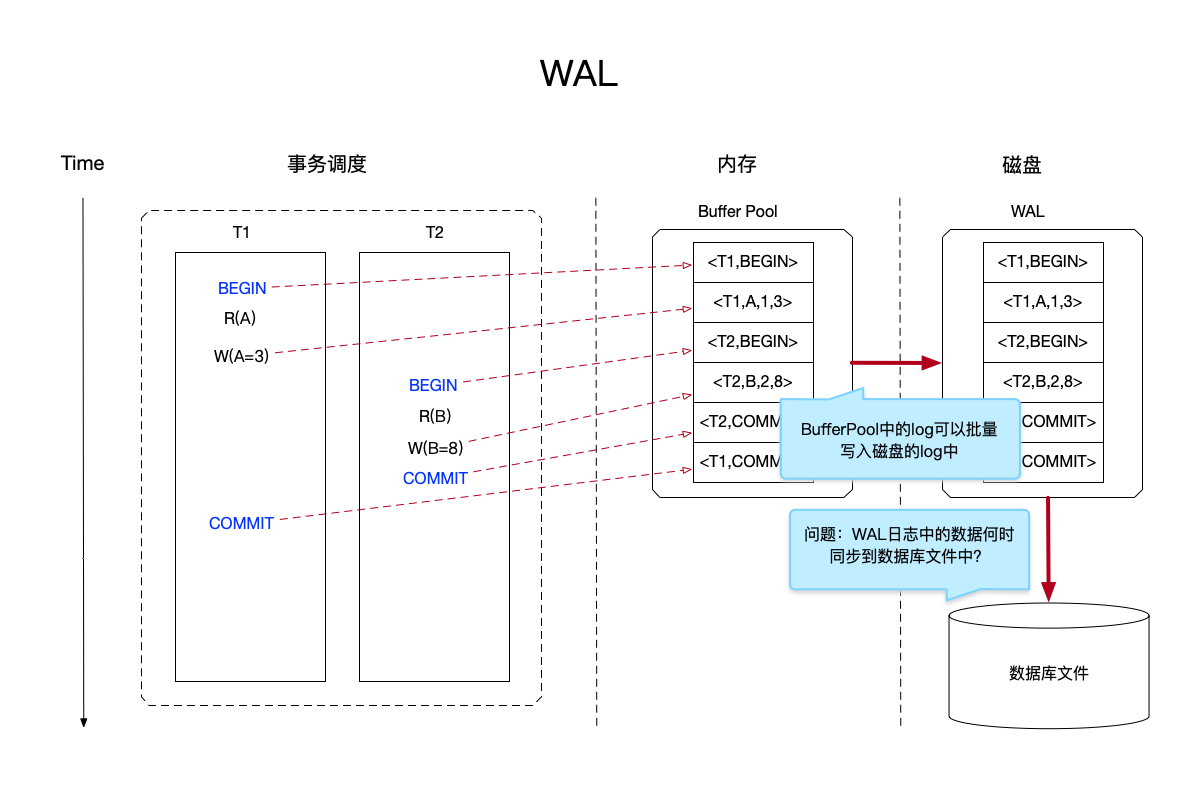 WAL
Time
事务调度
内存
磁盘
T1
T2
Buffer Pool
WAL
BEGIN
R(A)
W(A=3)
COMMIT
BEGIN
R(B)
W(B=8)
COMMIT
<T1,BEGIN>
<T1,A,1,3>
<T2,BEGIN>
<T2,B,2,8>
<T2,COMM
<T1,COMM
<T1,BEGIN>
<T1,A,1,3>
<T2,BEGIN>
<T2,B,2,8>
COMMIT>
COMMIT>
BufferPool中的log可以批量
写入磁盘的log中
问题：WAL日志中的数据何时
同步到数据库文件中?
数据库文件